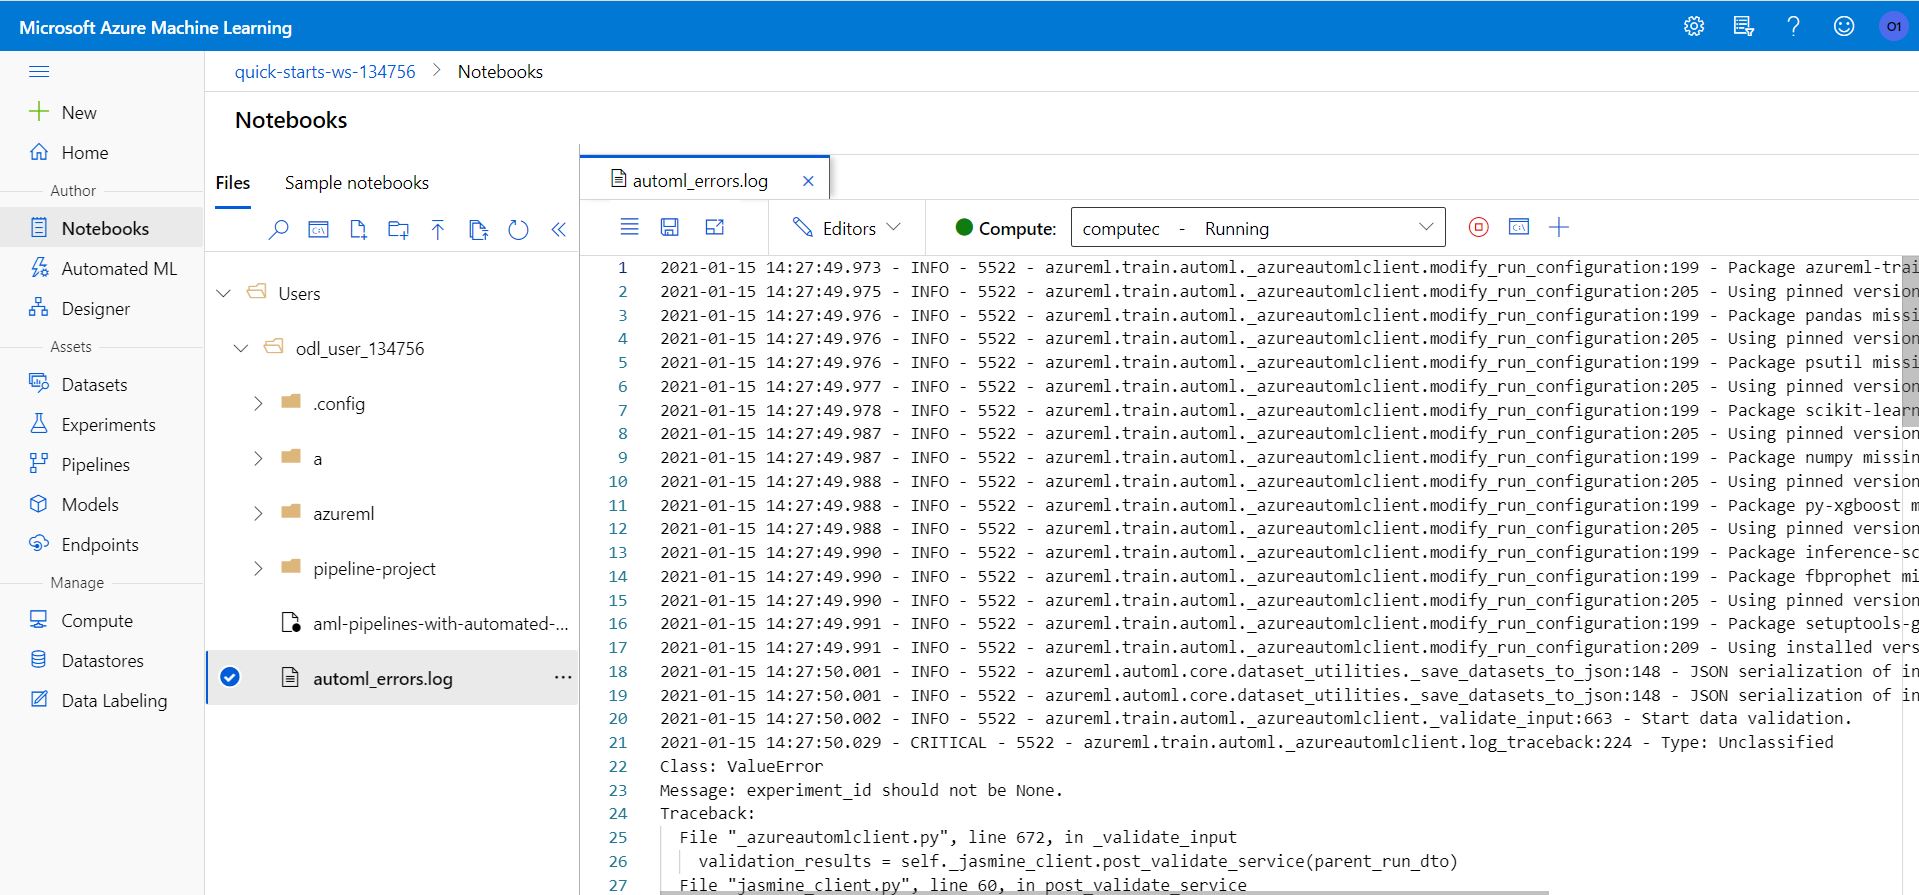 Microsoft Azure Machine Learning
O1
quick-starts-ws-134756 > Notebooks
New
Home
Author
Notebooks
Automated ML
Designer
Assets
Datasets
Experiments
Pipelines
Models
Endpoints
Manage
Compute
Datastores
Data Labeling
Notebooks
Files Sample notebooks
Users
odl_user_134756
.config
a
azureml
pipeline-project
aml-pipelines-with-automated-...
automl_errors.log ...
automl_errors.log
Editors Compute: computec - Running
1 2021-01-15 14:27:49.973 - INFO - 5522 - azureml.train.automl._azureautomlclient.modify_run_configuration:199 - Package azureml-trai
2 2021-01-15 14:27:49.975 - INFO - 5522 - azureml.train.automl._azureautomlclient.modify_run_configuration:205 - Using pinned version
3 2021-01-15 14:27:49.976 - INFO - 5522 - azureml.train.automl._azureautomlclient.modify_run_configuration:199 - Package pandas missi
4 2021-01-15 14:27:49.976 - INFO - 5522 - azureml.train.automl._azureautomlclient.modify_run_configuration:205 - Using pinned version
5 2021-01-15 14:27:49.976 - INFO - 5522 - azureml.train.automl._azureautomlclient.modify_run_configuration:199 - Package psutil missi
6 2021-01-15 14:27:49.977 - INFO - 5522 - azureml.train.automl._azureautomlclient.modify_run_configuration:205 - Using pinned version
7 2021-01-15 14:27:49.978 - INFO - 5522 - azureml.train.automl._azureautomlclient.modify_run_configuration:199 - Package scikit-learn
8 2021-01-15 14:27:49.987 - INFO - 5522 - azureml.train.automl._azureautomlclient.modify_run_configuration:205 - Using pinned version
9 2021-01-15 14:27:49.987 - INFO - 5522 - azureml.train.automl._azureautomlclient.modify_run_configuration:199 - Package numpy missin
10 2021-01-15 14:27:49.988 - INFO - 5522 - azureml.train.automl._azureautomlclient.modify_run_configuration:205 - Using pinned version
11 2021-01-15 14:27:49.988 - INFO - 5522 - azureml.train.automl._azureautomlclient.modify_run_configuration:199 - Package py-xgboost m
12 2021-01-15 14:27:49.988 - INFO - 5522 - azureml.train.automl._azureautomlclient.modify_run_configuration:205 - Using pinned version
13 2021-01-15 14:27:49.990 - INFO - 5522 - azureml.train.automl._azureautomlclient.modify_run_configuration:199 - Package inference-sc
14 2021-01-15 14:27:49.990 - INFO - 5522 - azureml.train.automl._azureautomlclient.modify_run_configuration:199 - Package fbprophet mi
15 2021-01-15 14:27:49.990 - INFO - 5522 - azureml.train.automl._azureautomlclient.modify_run_configuration:205 - Using pinned version
16 2021-01-15 14:27:49.991 - INFO - 5522 - azureml.train.automl._azureautomlclient.modify_run_configuration:199 - Package setuptools-g
17 2021-01-15 14:27:49.991 - INFO - 5522 - azureml.train.automl._azureautomlclient.modify_run_configuration:209 - Using installed vers
18 2021-01-15 14:27:50.001 - INFO - 5522 - azureml.automl.core.dataset_utilities._save_datasets_to_json:148 - JSON serialization of in
19 2021-01-15 14:27:50.001 - INFO - 5522 - azureml.automl.core.dataset_utilities._save_datasets_to_json:148 - JSON serialization of in
20 2021-01-15 14:27:50.002 - INFO - 5522 - azureml.train.automl._azureautomlclient._validate_input:663 - Start data validation.
21 2021-01-15 14:27:50.029 - CRITICAL - 5522 - azureml.train.automl._azureautomlclient.log_traceback:224 - Type: Unclassified
22 Class: ValueError
23 Message: experiment_id should not be None.
24 Traceback:
25 File "_azureautomlclient.py", line 672, in _validate_input
26 validation_results = self._jasmine_client.post_validate_service(parent_run_dto)
27 File "jasmine_client.py", line 60, in post_validate_service